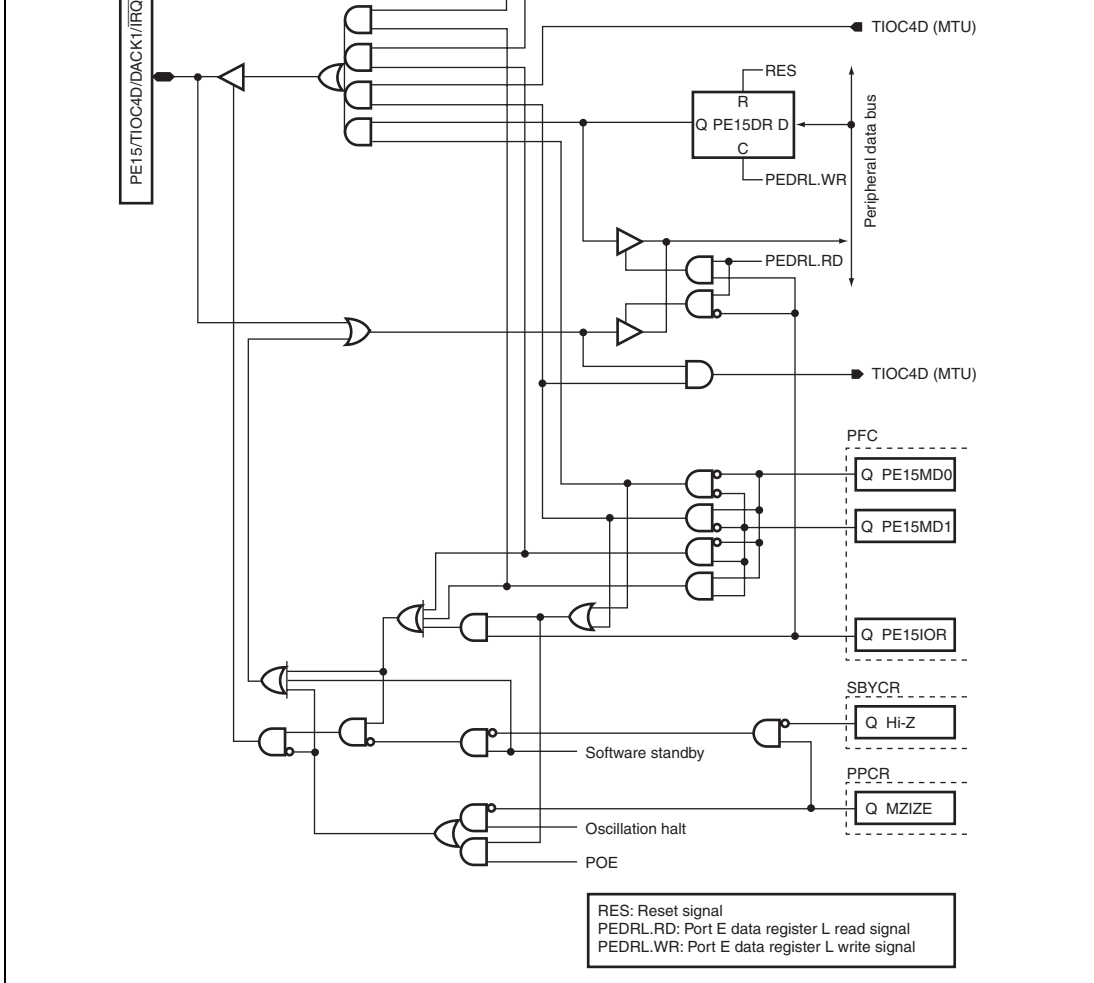 PE15/TIOC4D/DACK1/IRQ
TIOC4D (MTU)
RES
R
Q PE15DR D
C
PEDRL.WR
Peripheral data bus
PEDRL.RD
TIOC4D (MTU)
PFC
Q PE15MD0
Q PE15MD1
Q PE15IOR
SBYCR
Q Hi-Z
Software standby
PPCR
Q MZIZE
Oscillation halt
POE
RES: Reset signal
PEDRL.RD: Port E data register L read signal
PEDRL.WR: Port E data register L write signal